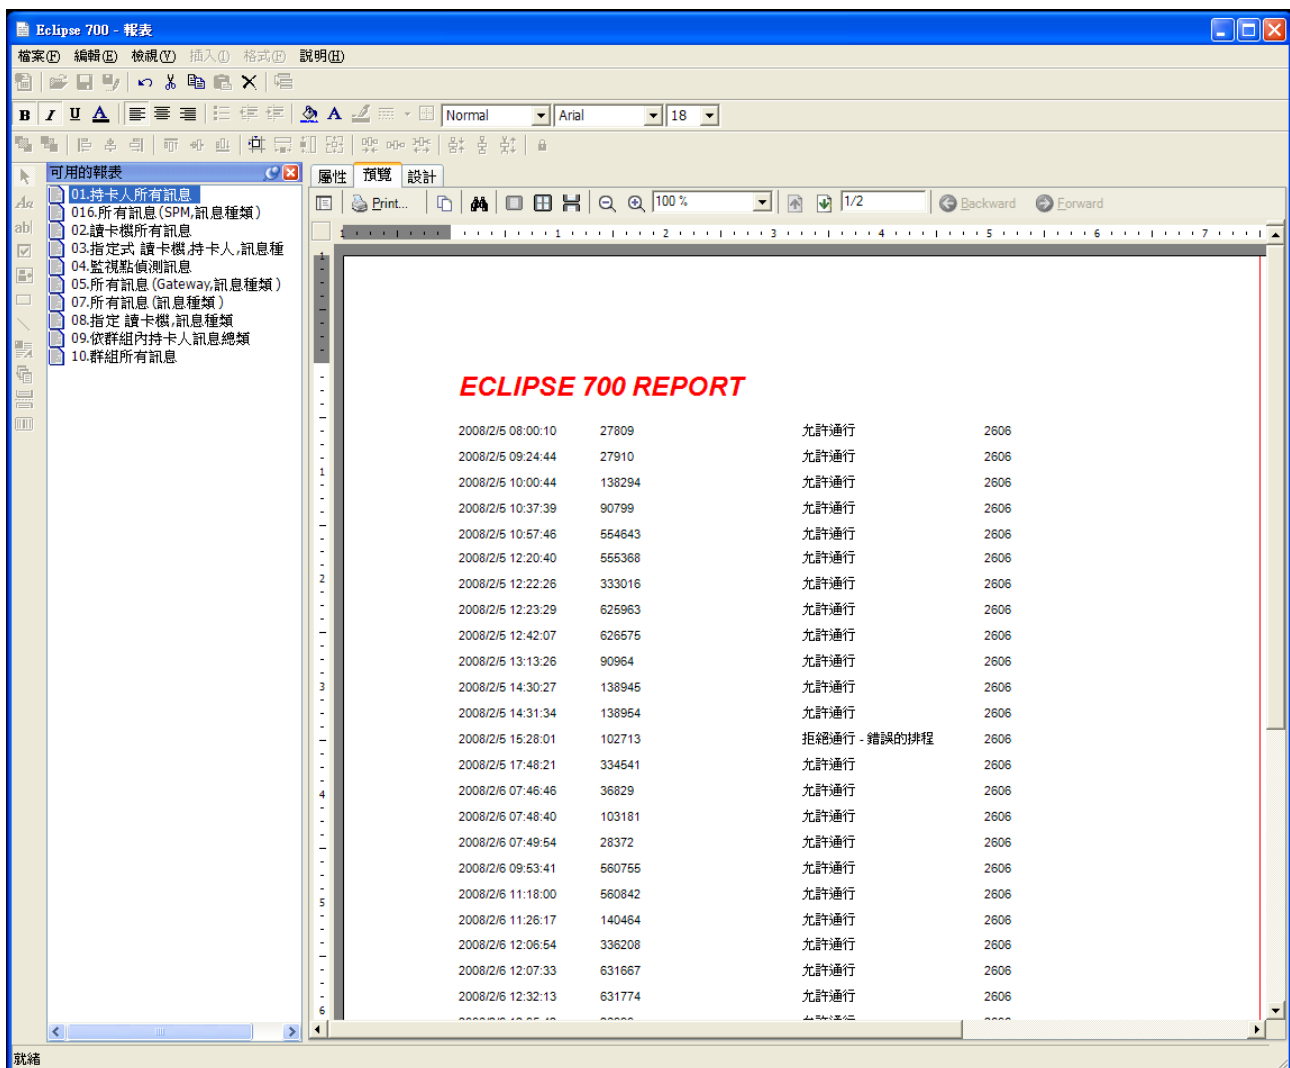 Eclipse 700 - 報表
檔案(F) 編輯(E) 檢視(V) 插入(I) 格式(F) 說明(H)
B I U A A Normal Arial 18
可用的報表
屬性 預覽 設計
Aa
ab|
01.持卡人所有訊息
016.所有訊息(SPM,訊息種類)
02.讀卡機所有訊息
03.指定式 讀卡機,持卡人,訊息種
04.監視點偵測訊息
05.所有訊息(Gateway,訊息種類)
07.所有訊息(訊息種類)
08.指定 讀卡機,訊息種類
09.依群組內持卡人訊息總類
10.群組所有訊息
Print... 100 % 1/2 Backward Forward
1 1 2 3 4 5 6 7
1
1
2
3
4
5
6
ECLIPSE 700 REPORT
2008/2/5 08:00:10 27809 允許通行 2606
2008/2/5 09:24:44 27910 允許通行 2606
2008/2/5 10:00:44 138294 允許通行 2606
2008/2/5 10:37:39 90799 允許通行 2606
2008/2/5 10:57:46 554643 允許通行 2606
2008/2/5 12:20:40 555368 允許通行 2606
2008/2/5 12:22:26 333016 允許通行 2606
2008/2/5 12:23:29 625963 允許通行 2606
2008/2/5 12:42:07 626575 允許通行 2606
2008/2/5 13:13:26 90964 允許通行 2606
2008/2/5 14:30:27 138945 允許通行 2606
2008/2/5 14:31:34 138954 允許通行 2606
2008/2/5 15:28:01 102713 拒絕通行 - 錯誤的排程 2606
2008/2/5 17:48:21 334541 允許通行 2606
2008/2/6 07:46:46 36829 允許通行 2606
2008/2/6 07:48:40 103181 允許通行 2606
2008/2/6 07:49:54 28372 允許通行 2606
2008/2/6 09:53:41 560755 允許通行 2606
2008/2/6 11:18:00 560842 允許通行 2606
2008/2/6 11:26:17 140464 允許通行 2606
2008/2/6 12:06:54 336208 允許通行 2606
2008/2/6 12:07:33 631667 允許通行 2606
2008/2/6 12:32:13 631774 允許通行 2606
就緒